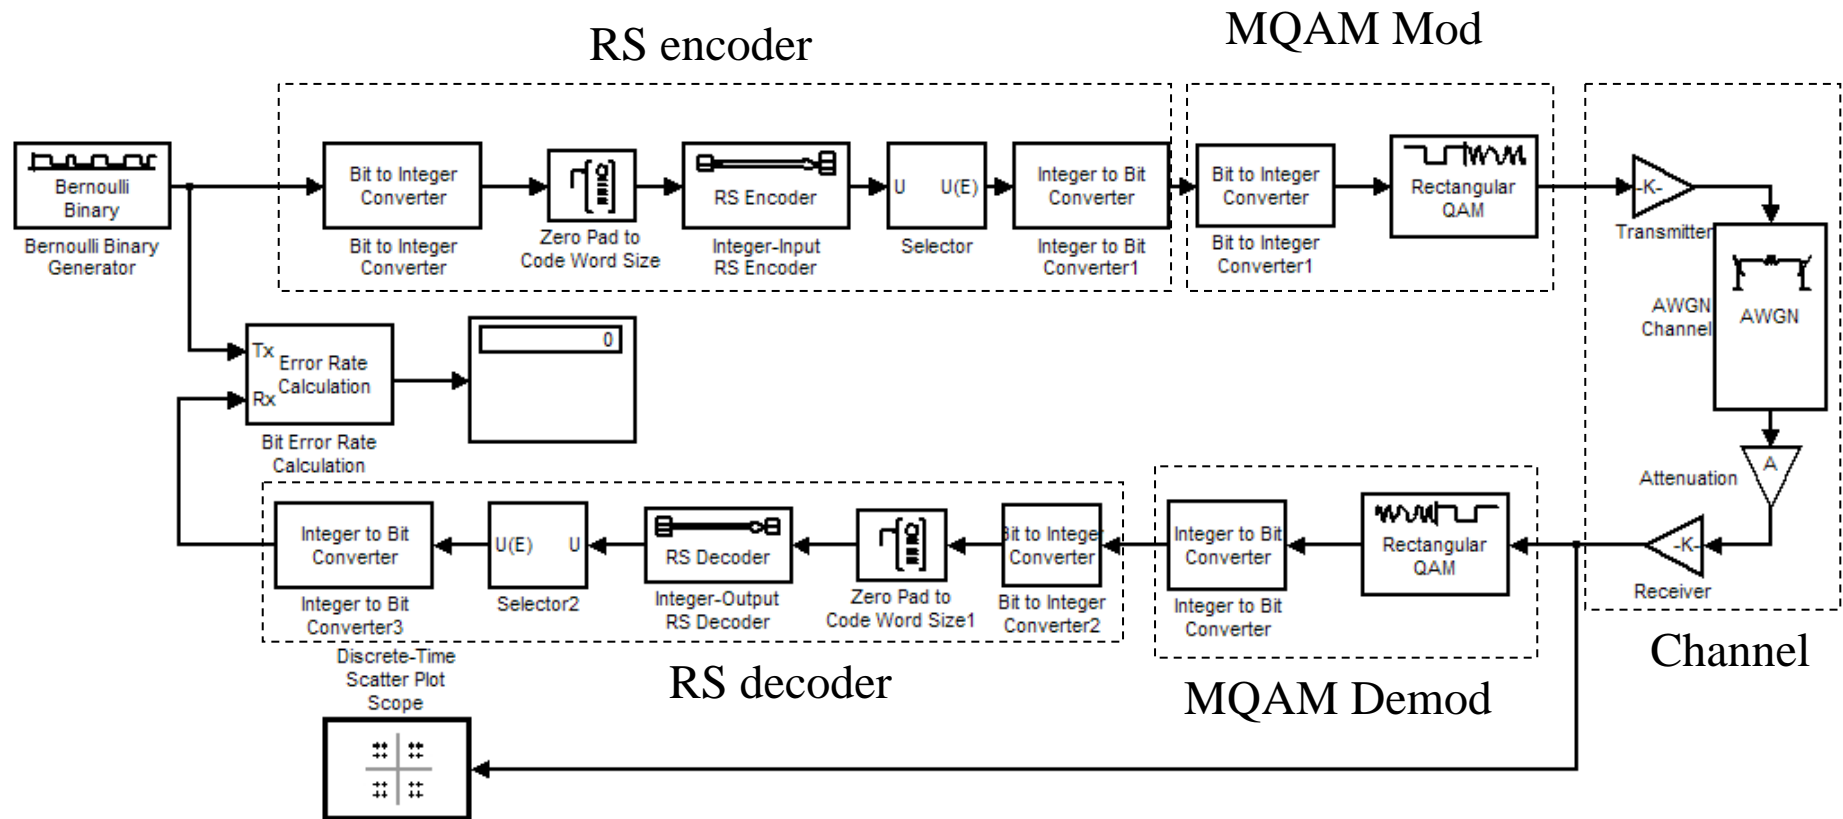 RS encoder
MQAM Mod
Bernoulli
Binary
Bernoulli Binary
Generator
Bit to Integer
Converter
Bit to Integer
Converter
Zero Pad to
Code Word Size
RS Encoder
Integer-Input
RS Encoder
U U(E)
Selector
Integer to Bit
Converter
Integer to Bit
Converter1
Bit to Integer
Converter
Bit to Integer
Converter1
Rectangular
QAM
-K-
Transmitter
AWGN
Channel
AWGN
Tx
Rx
Error Rate
Calculation
Bit Error Rate
Calculation
0
A
Attenuation
-K-
Receiver
Channel
Integer to Bit
Converter
Integer to Bit
Converter3
U(E) U
Selector2
RS Decoder
Integer-Output
RS Decoder
Zero Pad to
Code Word Size1
Bit to Integer
Converter
Bit to Integer
Converter2
Integer to Bit
Converter
Integer to Bit
Converter
Rectangular
QAM
RS decoder
MQAM Demod
Discrete-Time
Scatter Plot
Scope